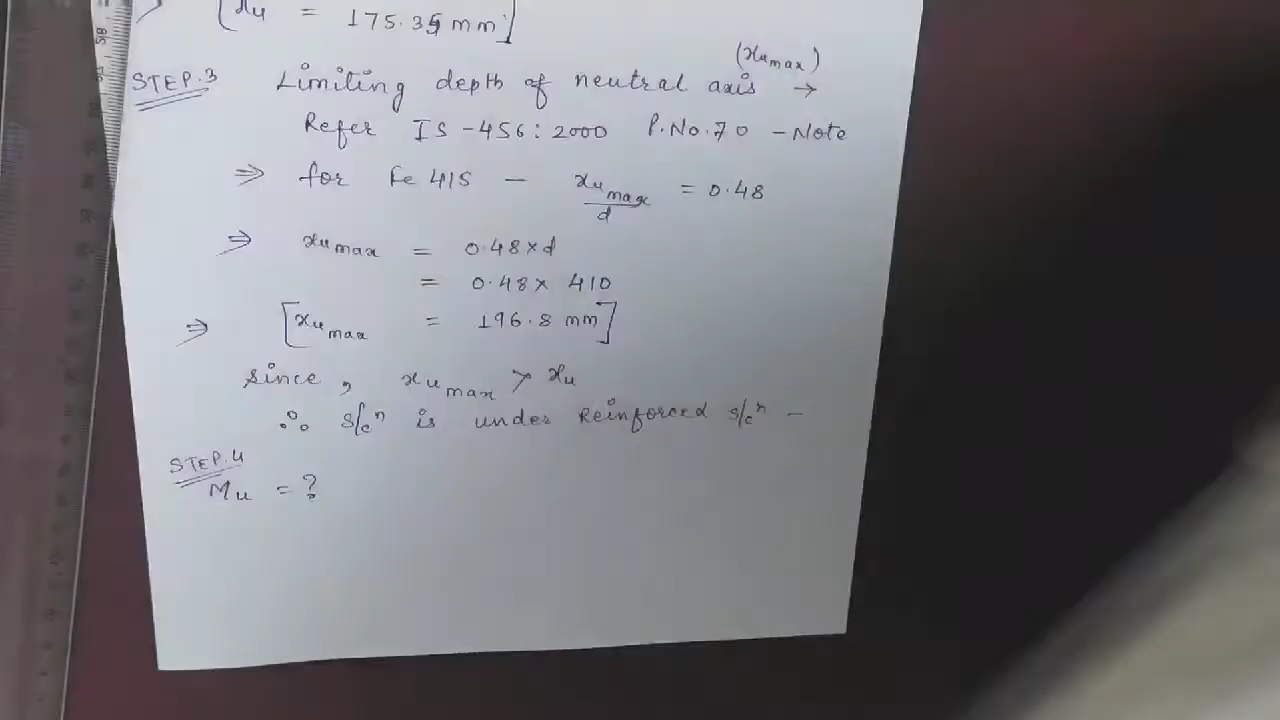 [xu = 175.35 mm]
STEP.3 Limiting depth of neutral axis (xumax) →
Refer IS-456:2000 P.No.70 - Note
⇒ for Fe 415 - xumax/d = 0.48
⇒ xumax = 0.48×d
= 0.48× 410
⇒ [xumax = 196.8 mm]
Since, xumax > xu
∴ s/cⁿ is under Reinforced s/cⁿ -
STEP.4
Mu = ?